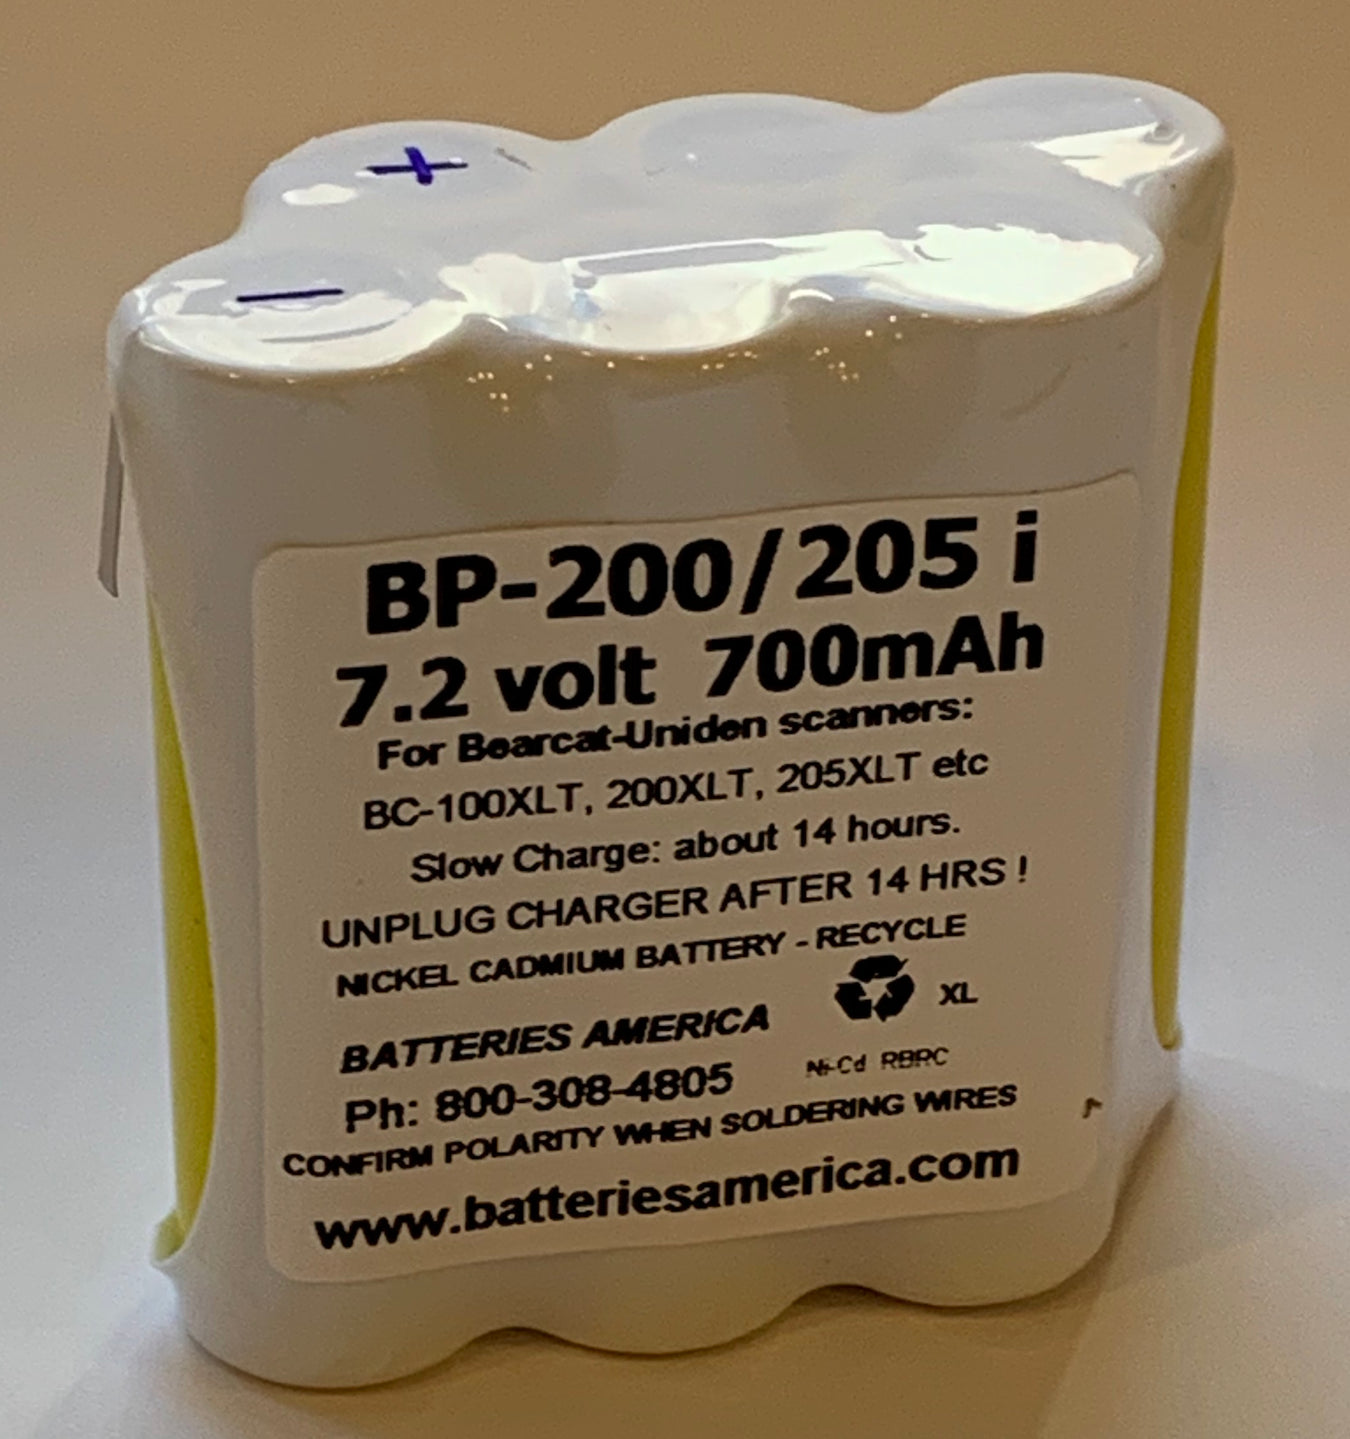 +
−
BP-200/205 i
7.2 volt 700mAh
For Bearcat-Uniden scanners:
BC-100XLT, 200XLT, 205XLT etc
Slow Charge: about 14 hours.
UNPLUG CHARGER AFTER 14 HRS !
NICKEL CADMIUM BATTERY - RECYCLE
XL
BATTERIES AMERICA
Ni-Cd RBRC
Ph: 800-308-4805
CONFIRM POLARITY WHEN SOLDERING WIRES
www.batteriesamerica.com